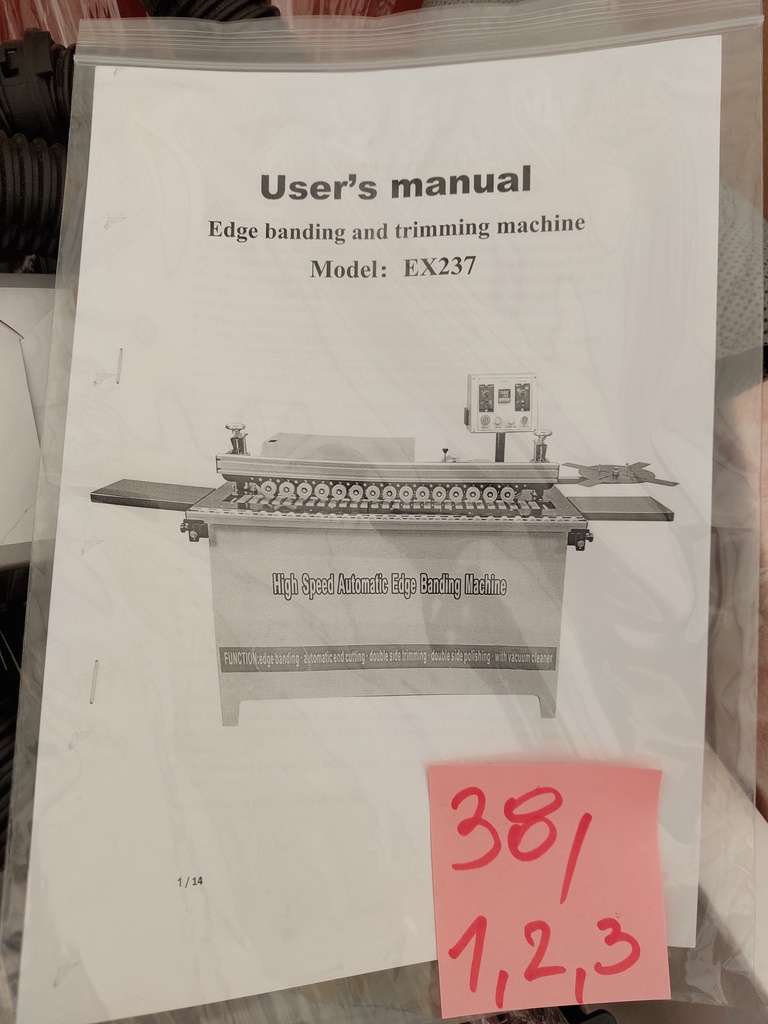 User's manual
Edge banding and trimming machine
Model: EX237
High Speed Automatic Edge Banding Machine
FUNCTION:edge banding · automatic end cutting · double side trimming · double side polishing · with vacuum cleaner
1 / 14
38/
1,2,3